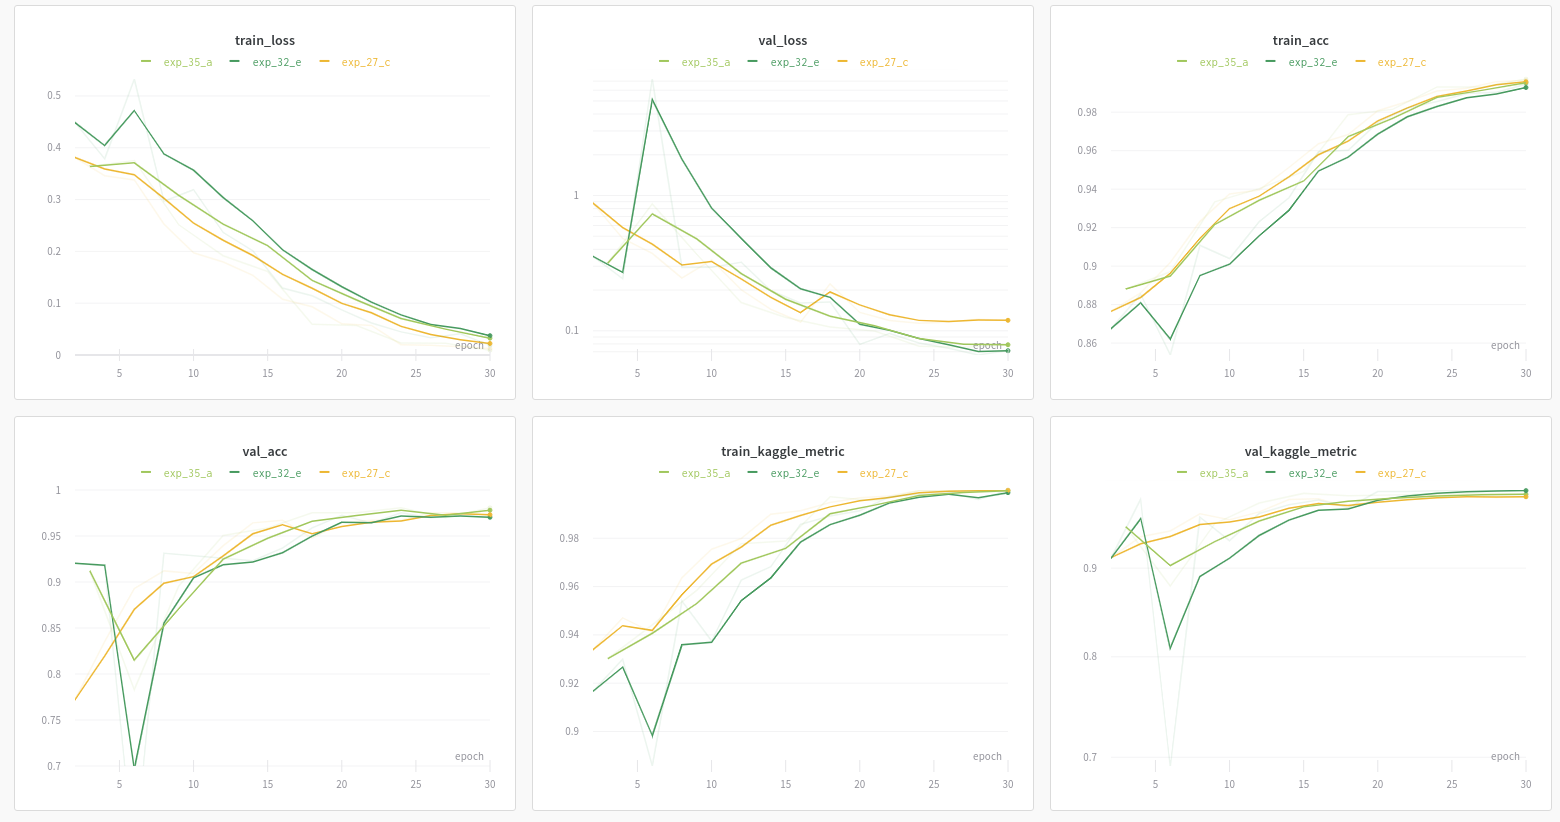 train_loss
exp_35_a exp_32_e exp_27_c
0.5
0.4
0.3
0.2
0.1
0
epoch
5 10 15 20 25 30
val_loss
exp_35_a exp_32_e exp_27_c
1
0.1
epoch
5 10 15 20 25 30
train_acc
exp_35_a exp_32_e exp_27_c
0.98
0.96
0.94
0.92
0.9
0.88
0.86
epoch
5 10 15 20 25 30
val_acc
exp_35_a exp_32_e exp_27_c
1
0.95
0.9
0.85
0.8
0.75
0.7
epoch
5 10 15 20 25 30
train_kaggle_metric
exp_35_a exp_32_e exp_27_c
0.98
0.96
0.94
0.92
0.9
epoch
5 10 15 20 25 30
val_kaggle_metric
exp_35_a exp_32_e exp_27_c
0.9
0.8
0.7
epoch
5 10 15 20 25 30